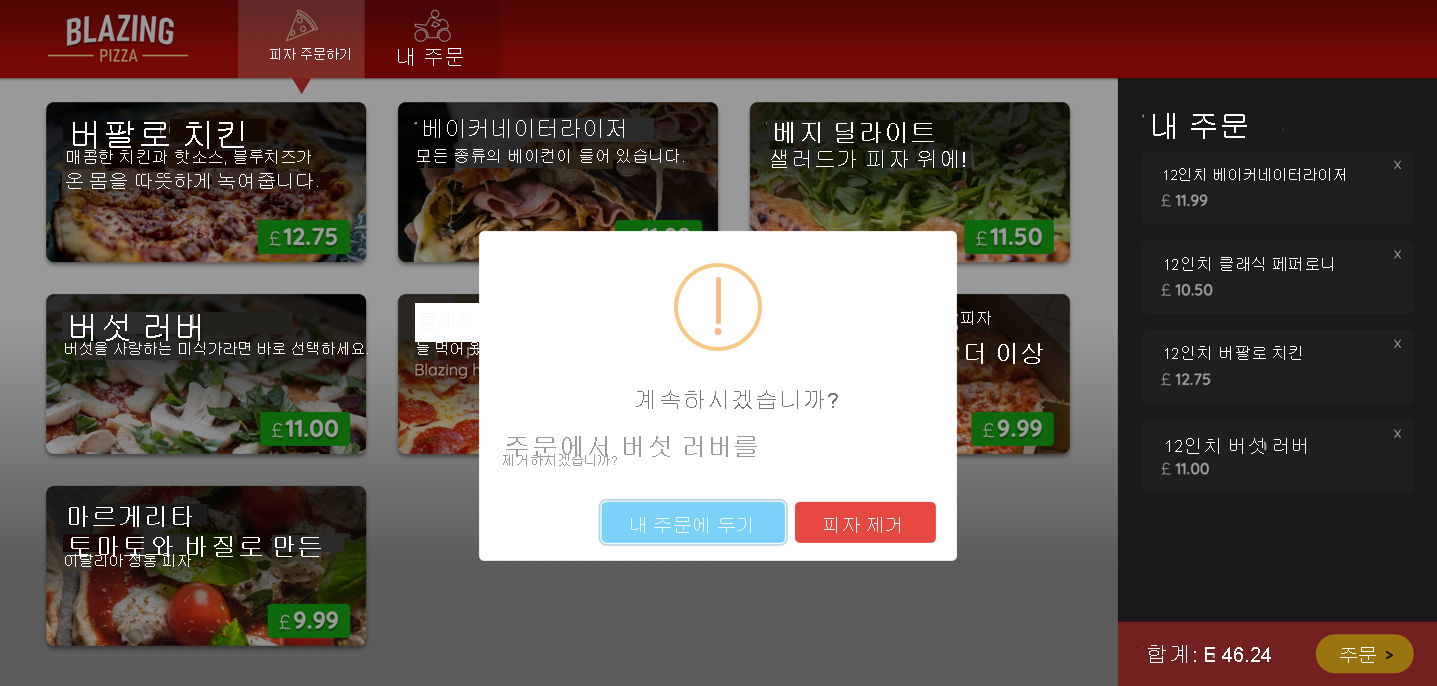 BLAZING
PIZZA
피자 주문하기
내 주문
버팔로 치킨
매콤한 치킨과 핫소스, 블루치즈가
온 몸을 따뜻하게 녹여줍니다.
£12.75
베이커네이터라이저
모든 종류의 베이컨이 들어 있습니다.
베지 딜라이트
샐러드가 피자 위에!
£11.50
버섯 러버
버섯을 사랑하는 미식가라면 바로 선택하세요.
£11.00
Blazing
피자
더 이상
£9.99
마르게리타
토마토와 바질로 만든
이탈리아 정통 피자
£9.99
계속하시겠습니까?
주문에서 버섯 러버를
제거하시겠습니까?
내 주문에 두기
피자 제거
내 주문
12인치 베이커네이터라이저
x
£ 11.99
12인치 클래식 페퍼로니
x
£ 10.50
12인치 버팔로 치킨
x
£ 12.75
12인치 버섯 러버
x
£ 11.00
합계: E 46.24
주문 >